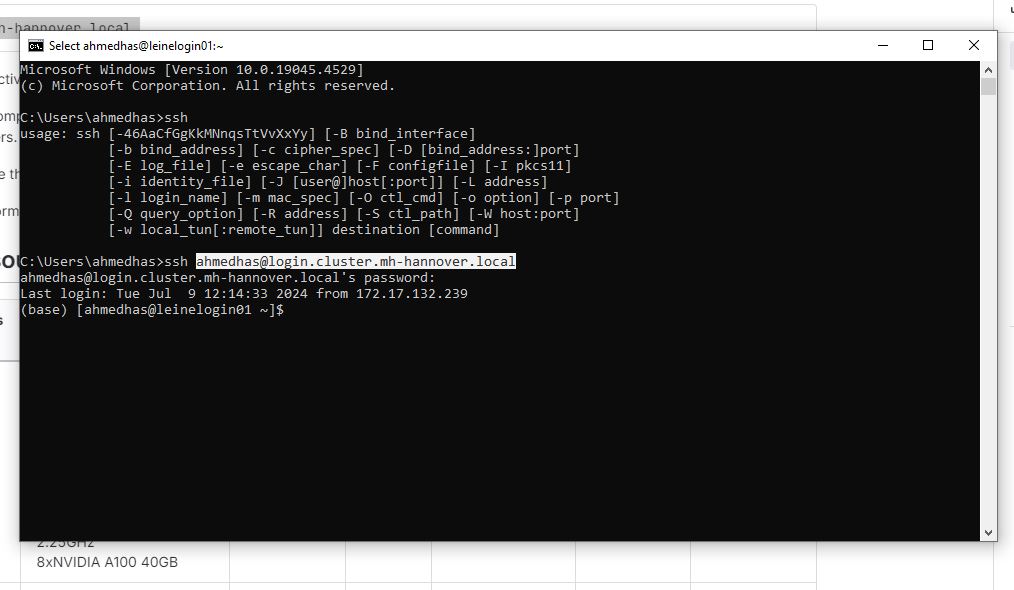 n-hannover.local
Select ahmedhas@leinelogin01:~
Microsoft Windows [Version 10.0.19045.4529]
(c) Microsoft Corporation. All rights reserved.
C:\Users\ahmedhas>ssh
usage: ssh [-46AaCfGgKkMNnqsTtVvXxYy] [-B bind_interface]
[-b bind_address] [-c cipher_spec] [-D [bind_address:]port]
[-E log_file] [-e escape_char] [-F configfile] [-I pkcs11]
[-i identity_file] [-J [user@]host[:port]] [-L address]
[-l login_name] [-m mac_spec] [-O ctl_cmd] [-o option] [-p port]
[-Q query_option] [-R address] [-S ctl_path] [-W host:port]
[-w local_tun[:remote_tun]] destination [command]
C:\Users\ahmedhas>ssh ahmedhas@login.cluster.mh-hannover.local
ahmedhas@login.cluster.mh-hannover.local's password:
Last login: Tue Jul  9 12:14:33 2024 from 172.17.132.239
(base) [ahmedhas@leinelogin01 ~]$
2.25GHz
8xNVIDIA A100 40GB